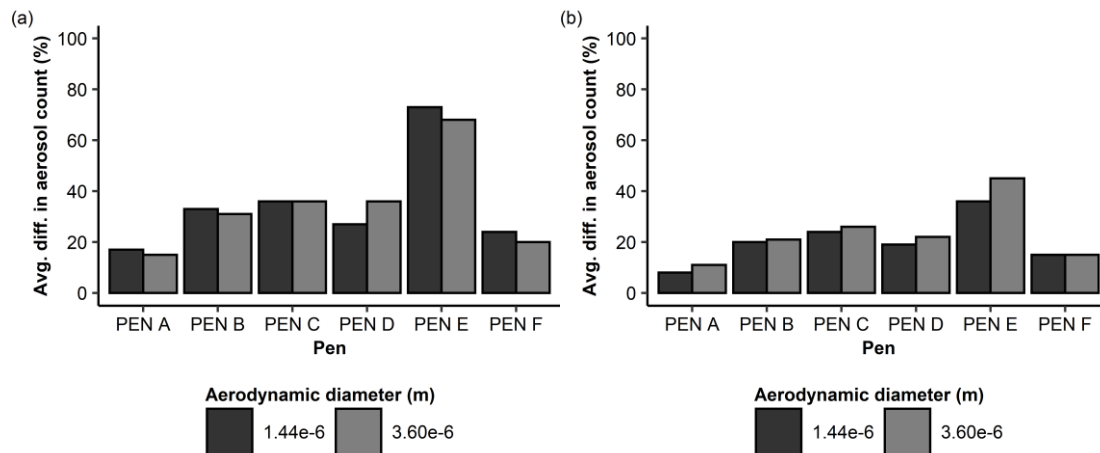 (a)
Avg. diff. in aerosol count (%)
100
80
60
40
20
0
PEN A PEN B PEN C PEN D PEN E PEN F
Pen
Aerodynamic diameter (m)
1.44e-6 3.60e-6
(b)
Avg. diff. in aerosol count (%)
100
80
60
40
20
0
PEN A PEN B PEN C PEN D PEN E PEN F
Pen
Aerodynamic diameter (m)
1.44e-6 3.60e-6